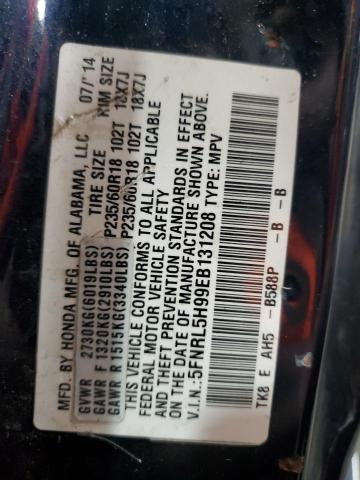 MFD. BY HONDA MFG. OF ALABAMA, LLC 07/'14
TIRE SIZE RIM SIZE
GVWR 2730KG(6019LBS)
GAWR F 1320KG(2910LBS) P235/60R18 102T 18X7J
GAWR R 1515KG(3340LBS) P235/60R18 102T 18X7J
THIS VEHICLE CONFORMS TO ALL APPLICABLE
FEDERAL MOTOR VEHICLE SAFETY
AND THEFT PREVENTION STANDARDS IN EFFECT
ON THE DATE OF MANUFACTURE SHOWN ABOVE.
V.I.N.:5FNRL5H99EB131208 TYPE: MPV
TK8 E AH5 -B588P -B -B